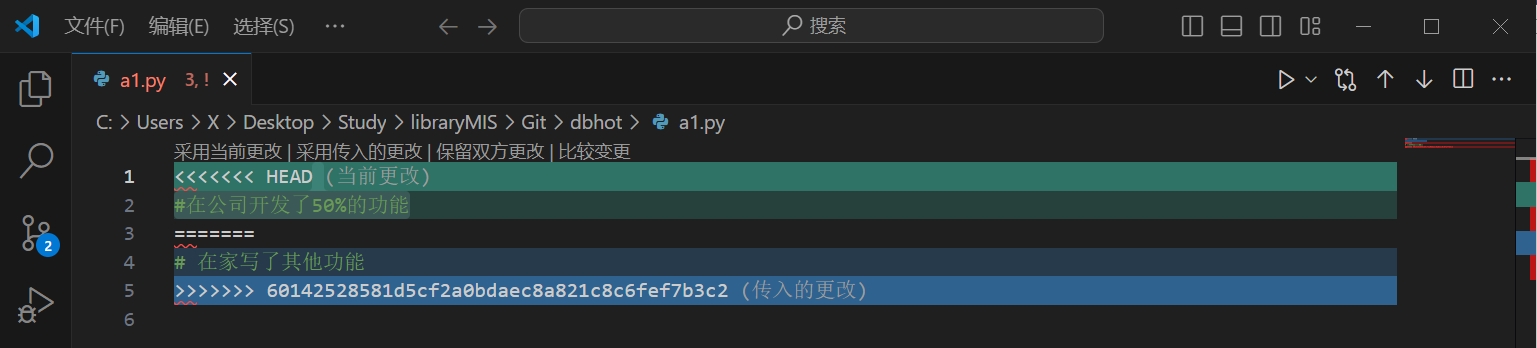 文件(F) 编辑(E) 选择(S) ··· 搜索
a1.py 3, !
C: > Users > X > Desktop > Study > libraryMIS > Git > dbhot > a1.py
采用当前更改 | 采用传入的更改 | 保留双方更改 | 比较变更
1 <<<<<<< HEAD (当前更改)
2 #在公司开发了50%的功能
3 =======
4 # 在家写了其他功能
5 >>>>>>> 60142528581d5cf2a0bdaec8a821c8c6fef7b3c2 (传入的更改)
6
2